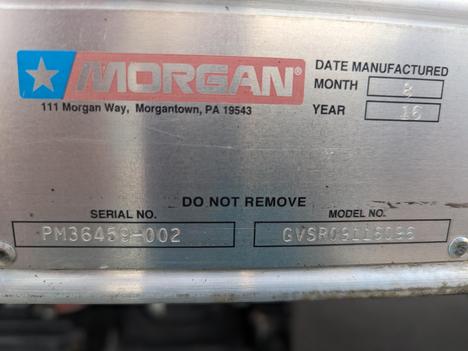 MORGAN®
111 Morgan Way, Morgantown, PA 19543
DATE MANUFACTURED
MONTH 8
YEAR 16
DO NOT REMOVE
SERIAL NO.
PM36459-002
MODEL NO.
GVSR09116096